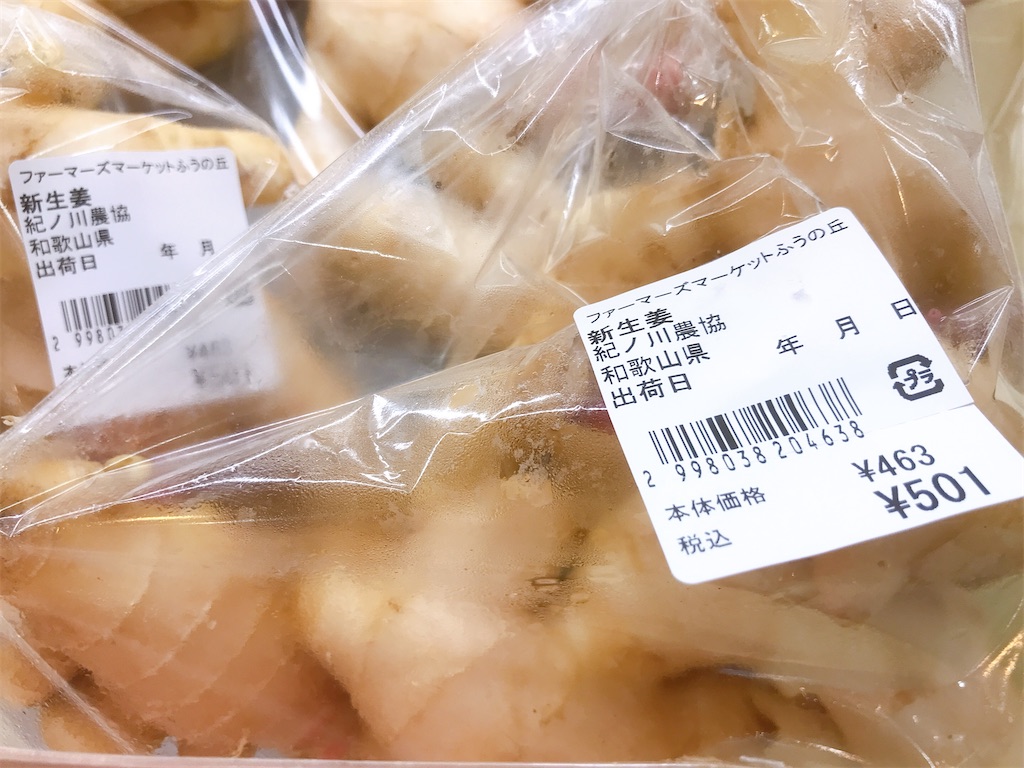 ファーマーズマーケットふうの丘
新生姜
紀ノ川農協
和歌山県
出荷日 年 月
2 9980
本
ファーマーズマーケットふうの丘
新生姜
紀ノ川農協
和歌山県
出荷日 年 月 日
プラ
2 998038 204638
本体価格 ¥463
税込 ¥501